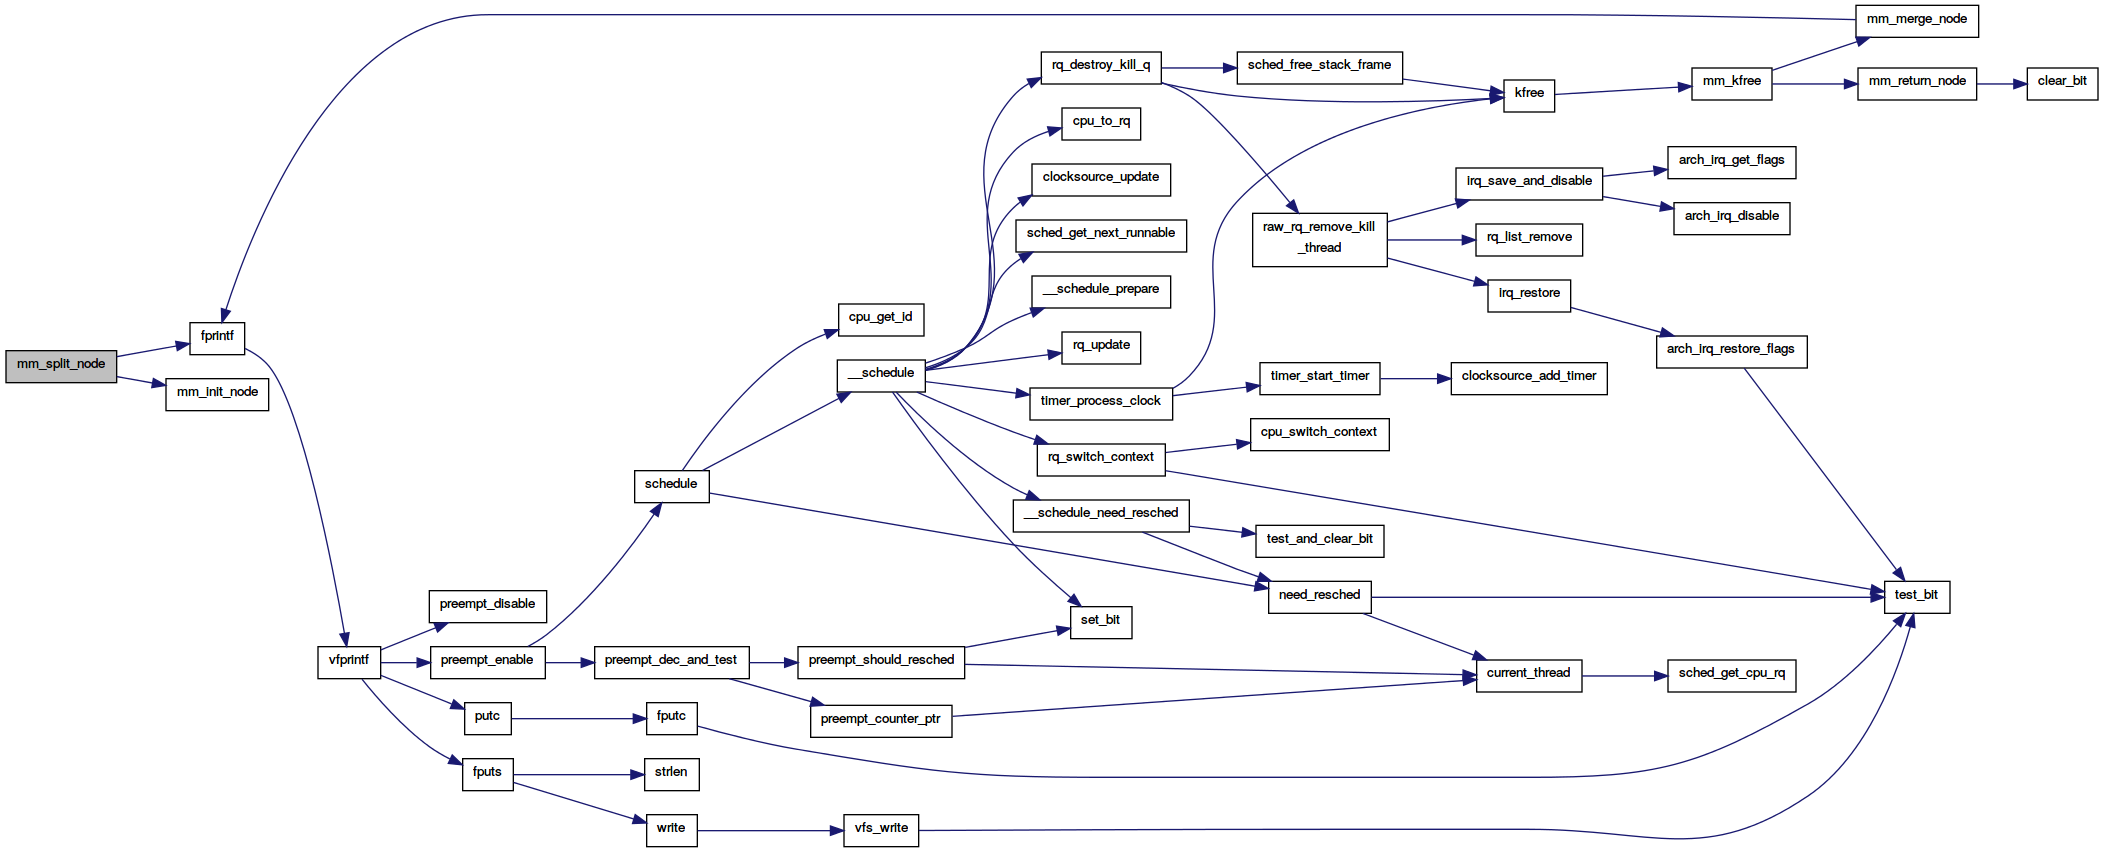 mm_split_node
fprintf
mm_init_node
vfprintf
preempt_disable
preempt_enable
putc
fputs
preempt_dec_and_test
fputc
strlen
write
schedule
cpu_get_id
__schedule
preempt_should_resched
preempt_counter_ptr
vfs_write
rq_destroy_kill_q
cpu_to_rq
clocksource_update
sched_get_next_runnable
__schedule_prepare
rq_update
timer_process_clock
rq_switch_context
__schedule_need_resched
set_bit
sched_free_stack_frame
raw_rq_remove_kill
_thread
timer_start_timer
cpu_switch_context
test_and_clear_bit
need_resched
kfree
irq_save_and_disable
rq_list_remove
irq_restore
clocksource_add_timer
current_thread
mm_kfree
arch_irq_get_flags
arch_irq_disable
arch_irq_restore_flags
sched_get_cpu_rq
mm_merge_node
mm_return_node
test_bit
clear_bit